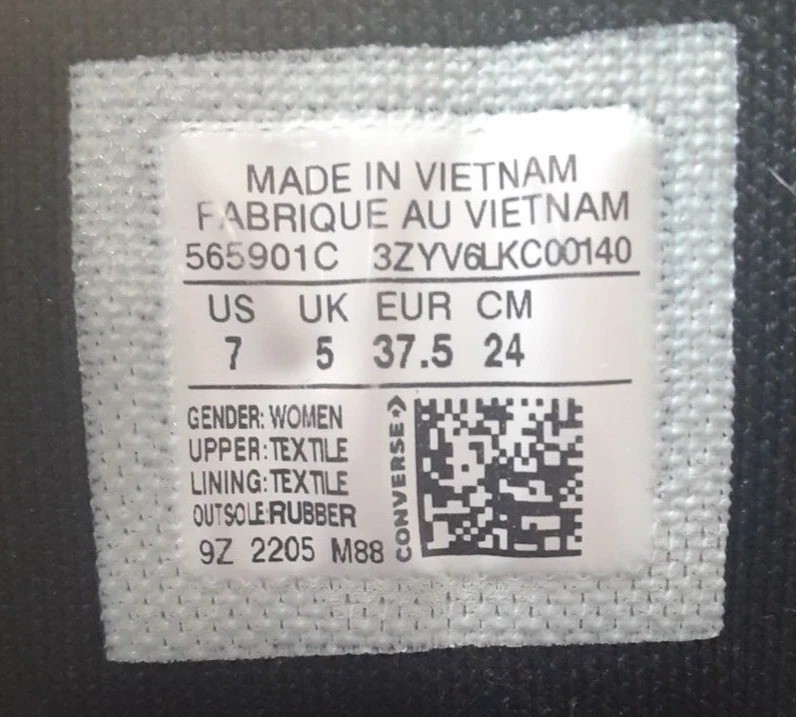 MADE IN VIETNAM
FABRIQUE AU VIETNAM
565901C 3ZYV6LKC00140
US UK EUR CM
7 5 37.5 24
GENDER: WOMEN
UPPER: TEXTILE
LINING: TEXTILE
OUTSOLE: RUBBER
9Z 2205 M88
CONVERSE